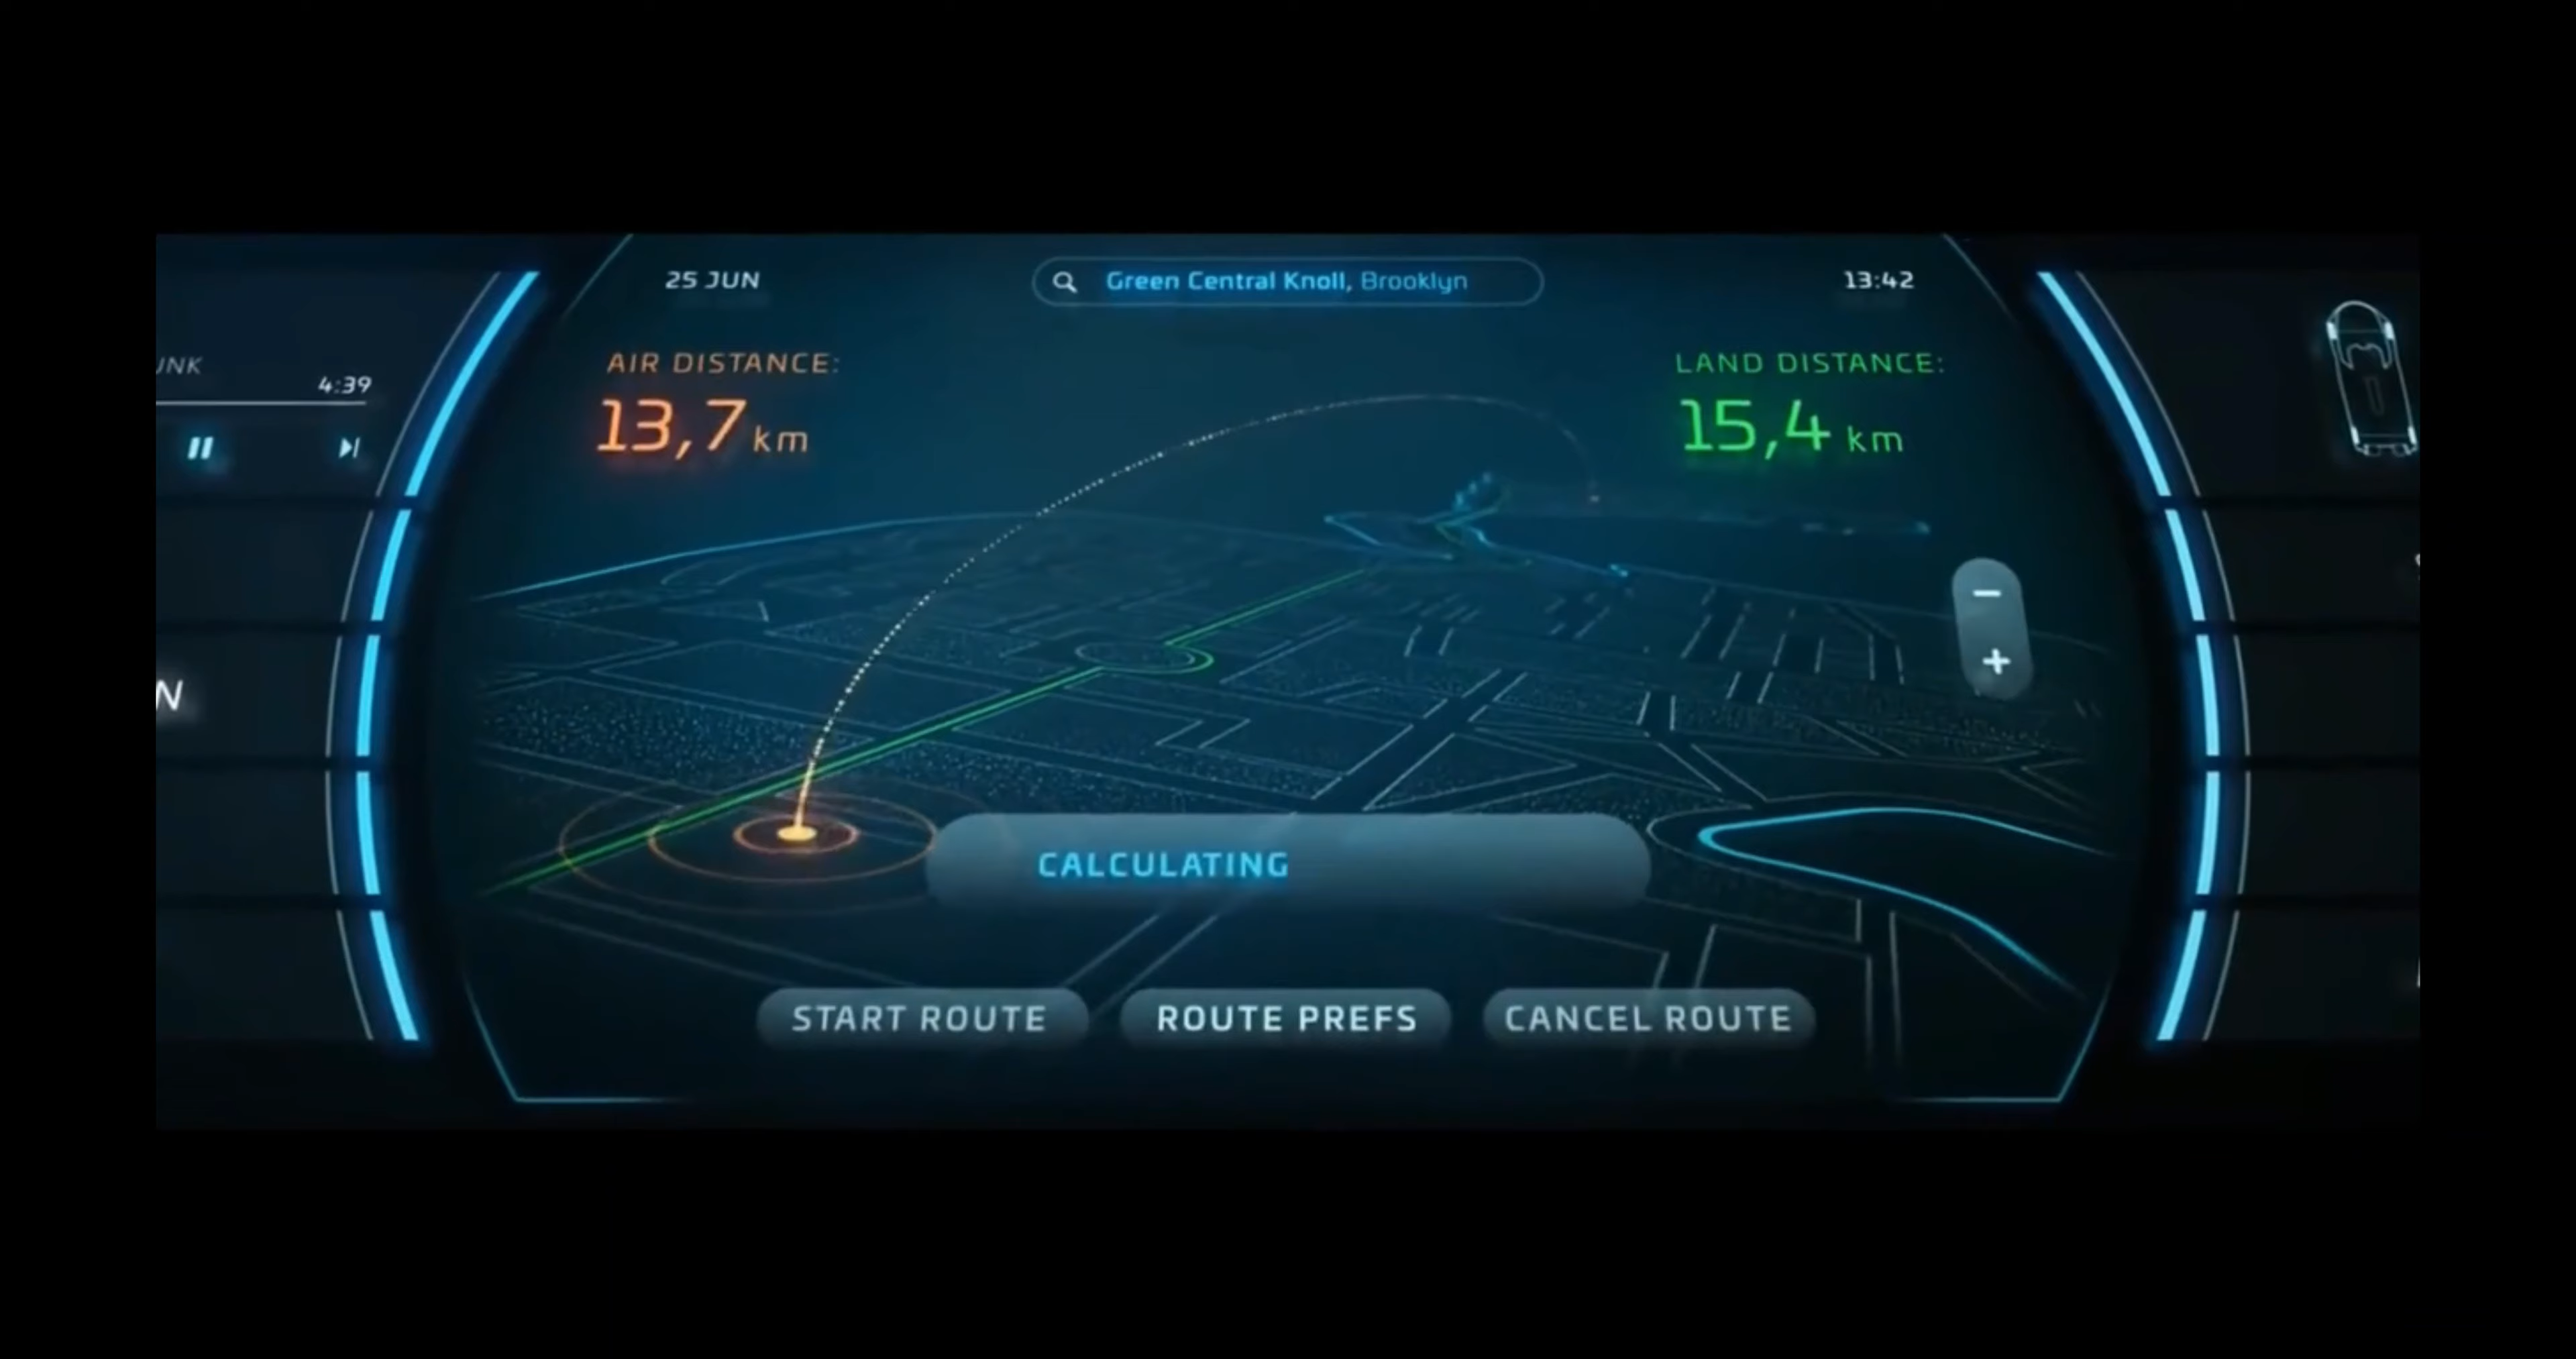 25 JUN
Green Central Knoll, Brooklyn
13:42
AIR DISTANCE:
13,7 km
LAND DISTANCE:
15,4 km
4:39
CALCULATING
START ROUTE
ROUTE PREFS
CANCEL ROUTE